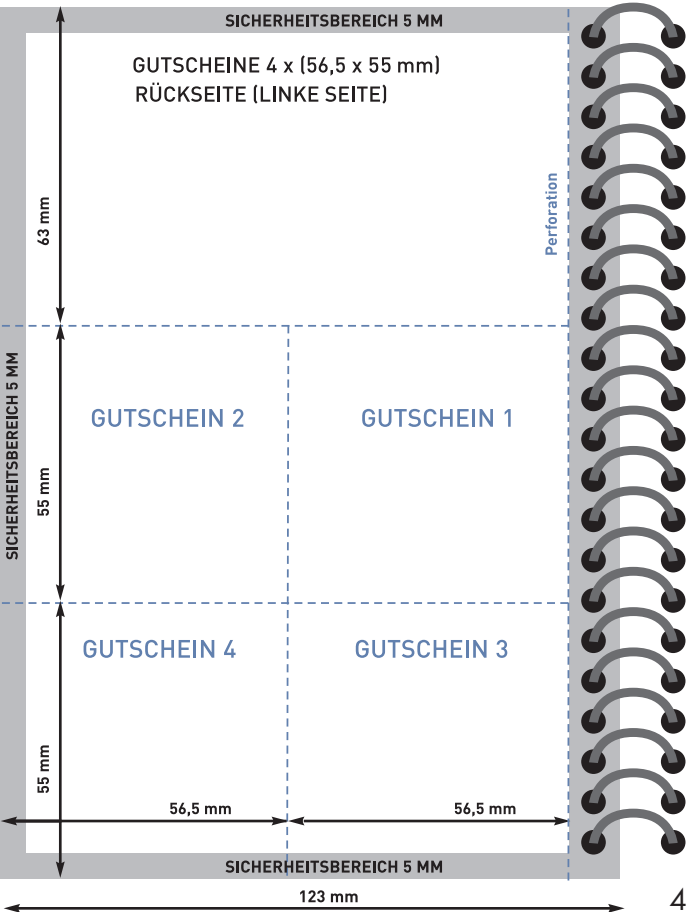 SICHERHEITSBEREICH 5 MM
GUTSCHEINE 4 x (56,5 x 55 mm)
RÜCKSEITE (LINKE SEITE)
63 mm
Perforation
SICHERHEITSBEREICH 5 MM
GUTSCHEIN 2
GUTSCHEIN 1
55 mm
GUTSCHEIN 4
GUTSCHEIN 3
55 mm
56,5 mm
56,5 mm
SICHERHEITSBEREICH 5 MM
123 mm
4